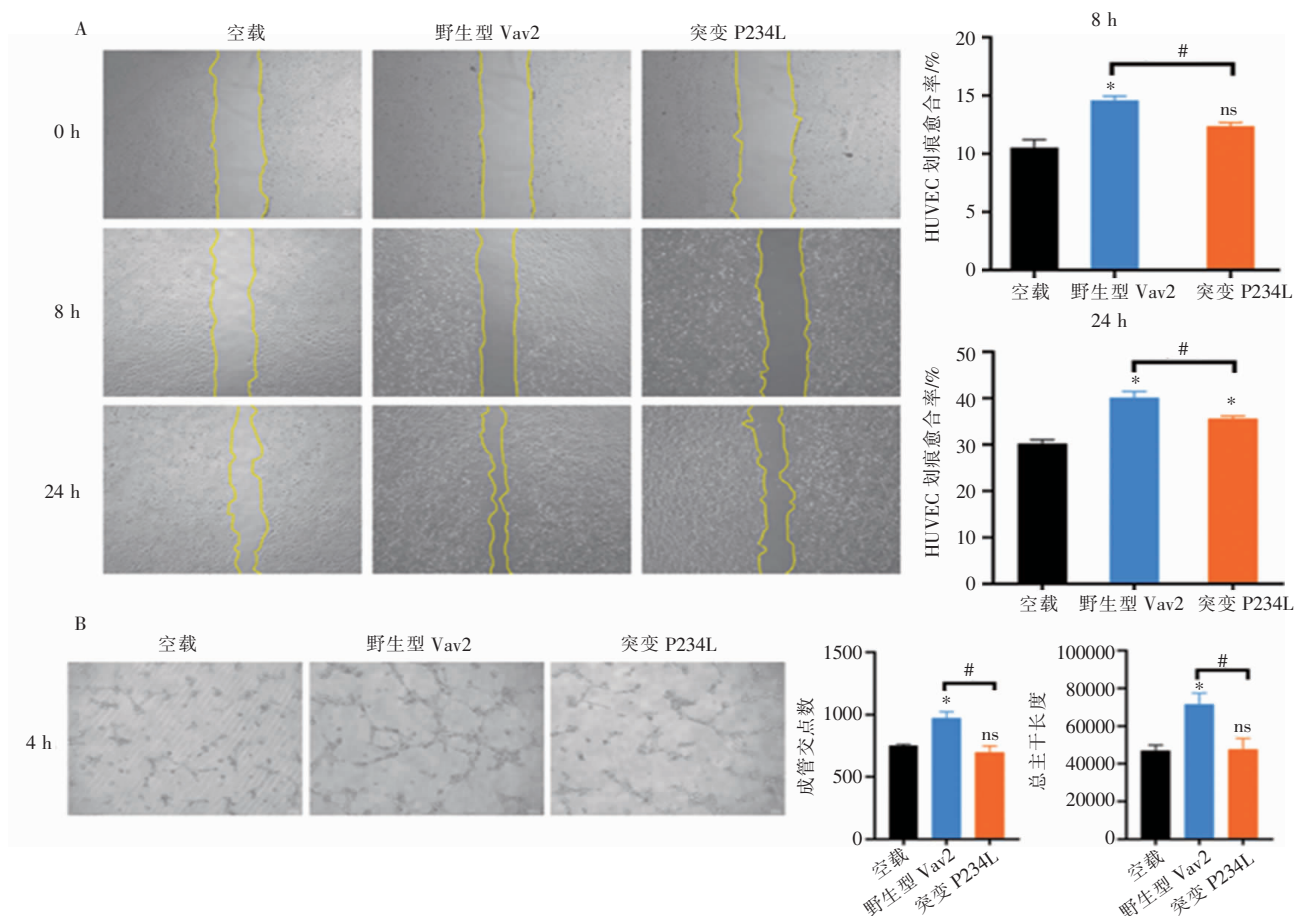 A
空载
野生型 Vav2
突变 P234L
0 h
8 h
24 h
8 h
HUVEC 划痕愈合率/%
20
15
10
5
0
#
*
ns
空载
野生型 Vav2
突变 P234L
24 h
HUVEC 划痕愈合率/%
50
40
30
20
10
0
#
*
*
空载
野生型 Vav2
突变 P234L
B
空载
野生型 Vav2
突变 P234L
4 h
成管交点数
1500
1000
500
0
#
*
ns
空载
野生型 Vav2
突变 P234L
总主干长度
100000
80000
60000
40000
20000
0
#
*
ns
空载
野生型 Vav2
突变 P234L